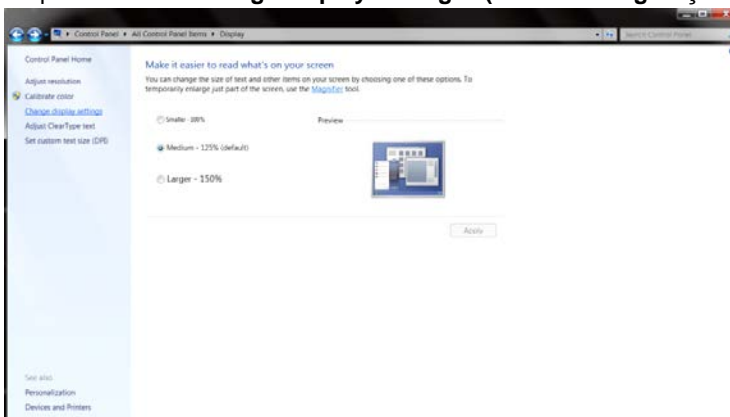 Control Panel ▸ All Control Panel Items ▸ Display
Search Control Panel
Control Panel Home
Adjust resolution
Calibrate color
Change display settings
Adjust ClearType text
Set custom text size (DPI)
See also
Personalization
Devices and Printers
Make it easier to read what's on your screen
You can change the size of text and other items on your screen by choosing one of these options. To
temporarily enlarge just part of the screen, use the Magnifier tool.
Smaller - 100%
Preview
Medium - 125% (default)
Larger - 150%
Apply